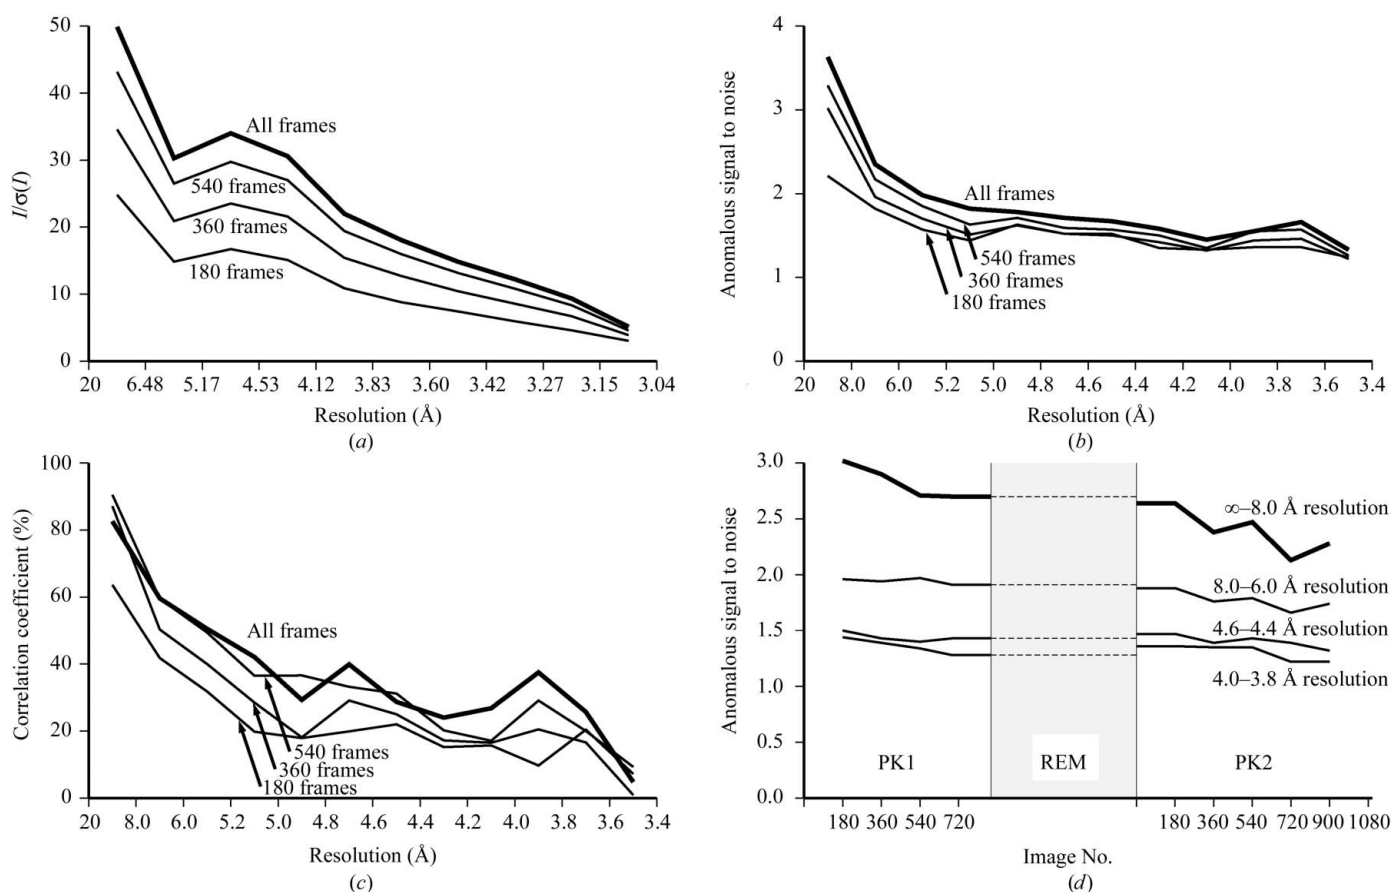 50
40
30
20
10
0
I/σ(I)
All frames
540 frames
360 frames
180 frames
20 6.48 5.17 4.53 4.12 3.83 3.60 3.42 3.27 3.15 3.04
Resolution (Å)
(a)
4
3
2
1
0
Anomalous signal to noise
All frames
540 frames
360 frames
180 frames
20 8.0 6.0 5.2 5.0 4.8 4.6 4.4 4.2 4.0 3.8 3.6 3.4
Resolution (Å)
(b)
100
80
60
40
20
0
Correlation coefficient (%)
All frames
540 frames
360 frames
180 frames
20 8.0 6.0 5.2 5.0 4.8 4.6 4.4 4.2 4.0 3.8 3.6 3.4
Resolution (Å)
(c)
3.0
2.5
2.0
1.5
1.0
0.5
0.0
Anomalous signal to noise
∞–8.0 Å resolution
8.0–6.0 Å resolution
4.6–4.4 Å resolution
4.0–3.8 Å resolution
PK1 REM PK2
180 360 540 720 180 360 540 720 900 1080
Image No.
(d)